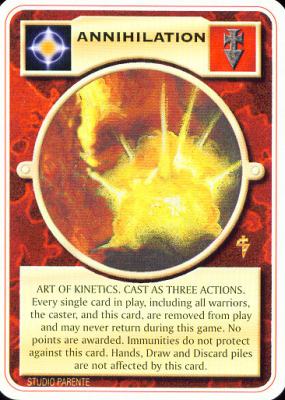 ANNIHILATION
ART OF KINETICS. CAST AS THREE ACTIONS.
Every single card in play, including all warriors,
the caster, and this card, are removed from play
and may never return during this game. No
points are awarded. Immunities do not protect
against this card. Hands, Draw and Discard piles
are not affected by this card.
STUDIO PARENTE